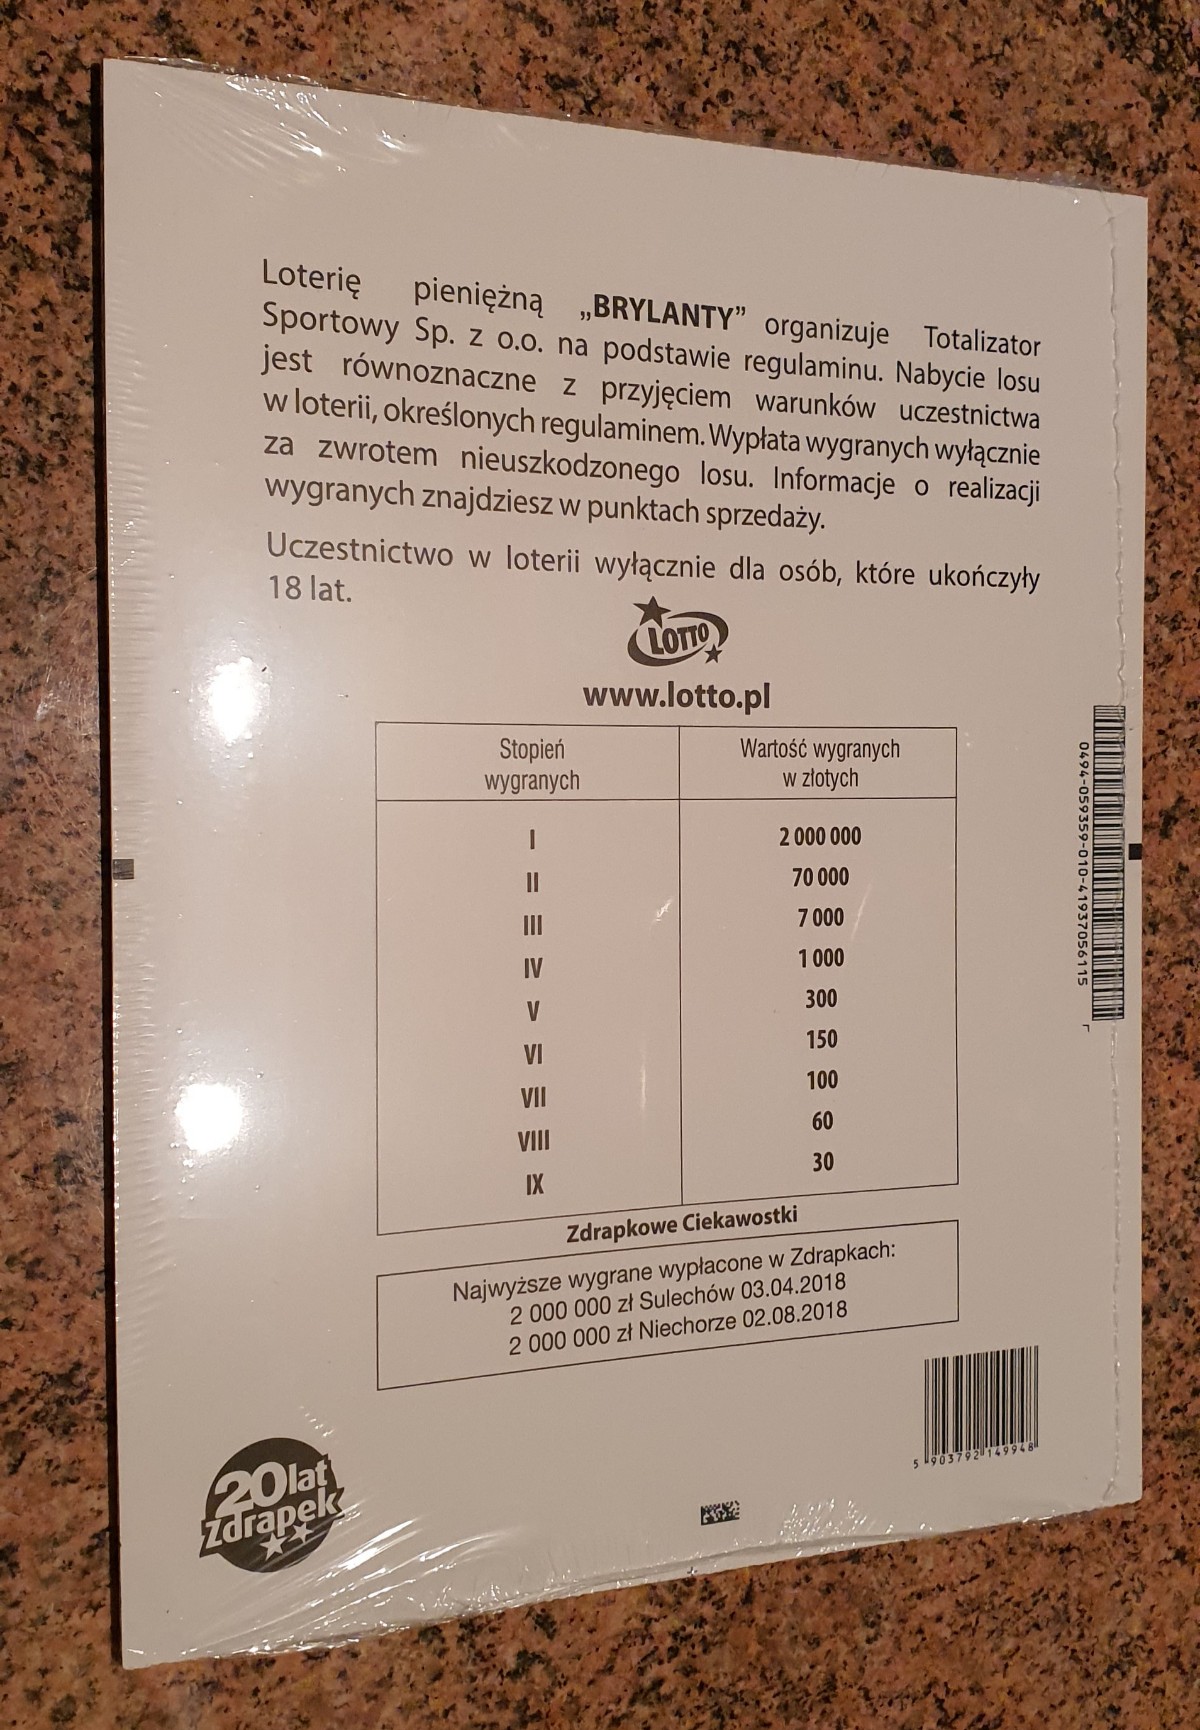 Loterię pieniężną „BRYLANTY” organizuje Totalizator
Sportowy Sp. z o.o. na podstawie regulaminu. Nabycie losu
jest równoznaczne z przyjęciem warunków uczestnictwa
w loterii, określonych regulaminem. Wypłata wygranych wyłącznie
za zwrotem nieuszkodzonego losu. Informacje o realizacji
wygranych znajdziesz w punktach sprzedaży.
Uczestnictwo w loterii wyłącznie dla osób, które ukończyły
18 lat.
LOTTO
www.lotto.pl
Stopień wygranych Wartość wygranych w złotych
I 2 000 000
II 70 000
III 7 000
IV 1 000
V 300
VI 150
VII 100
VIII 60
IX 30
Zdrapkowe Ciekawostki
Najwyższe wygrane wypłacone w Zdrapkach:
2 000 000 zł Sulechów 03.04.2018
2 000 000 zł Niechorze 02.08.2018
0494-059359-010-41937056115
5 903792 149948
20 lat
Zdrapek